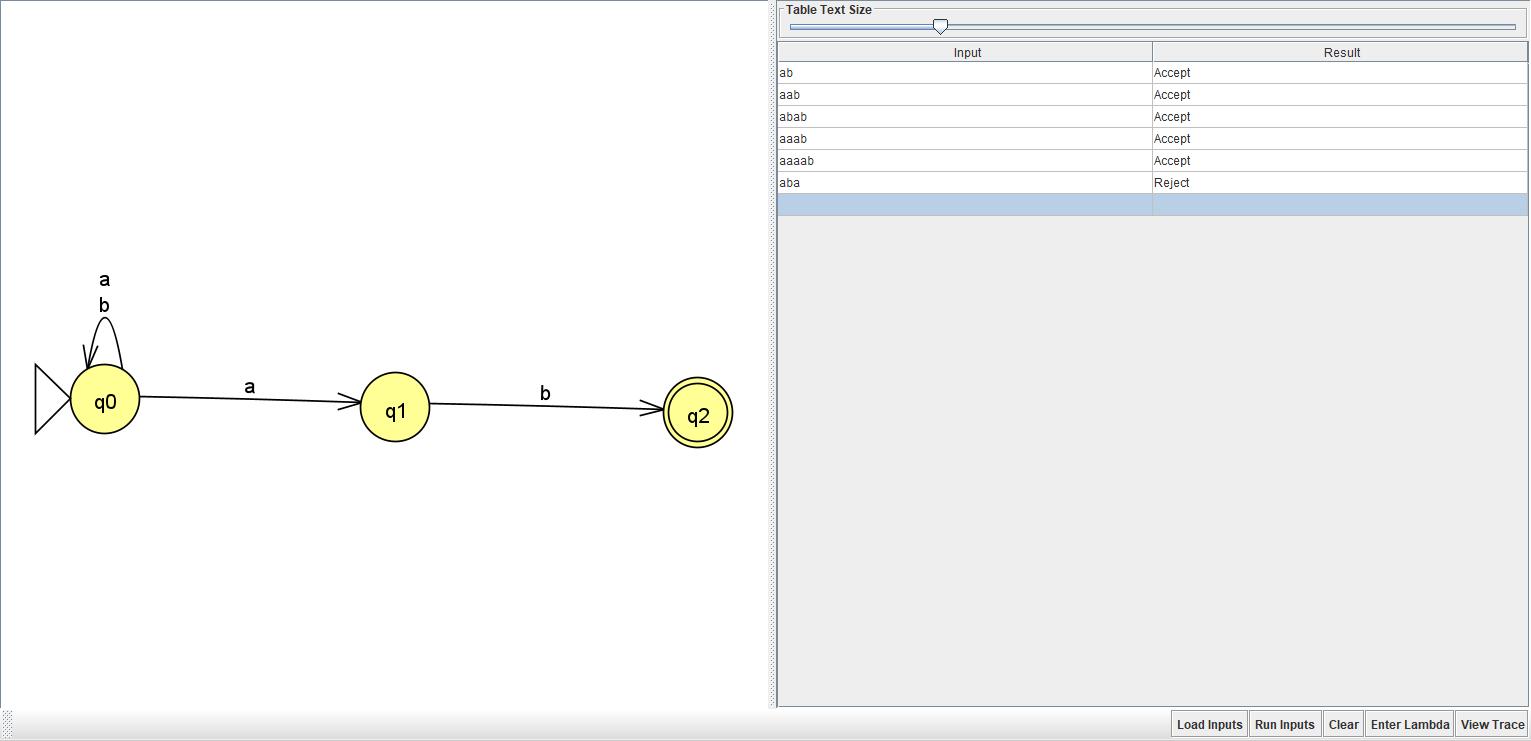 Table Text Size
Input Result
ab Accept
aab Accept
abab Accept
aaab Accept
aaaab Accept
aba Reject
a
b
q0
a
q1
b
q2
Load Inputs Run Inputs Clear Enter Lambda View Trace